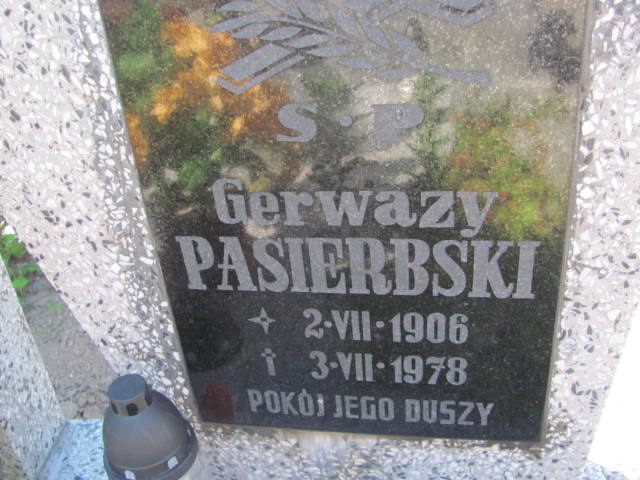 S·P
Gerwazy
PASIERBSKI
2·VII·1906
3·VII·1978
POKÓJ JEGO DUSZY